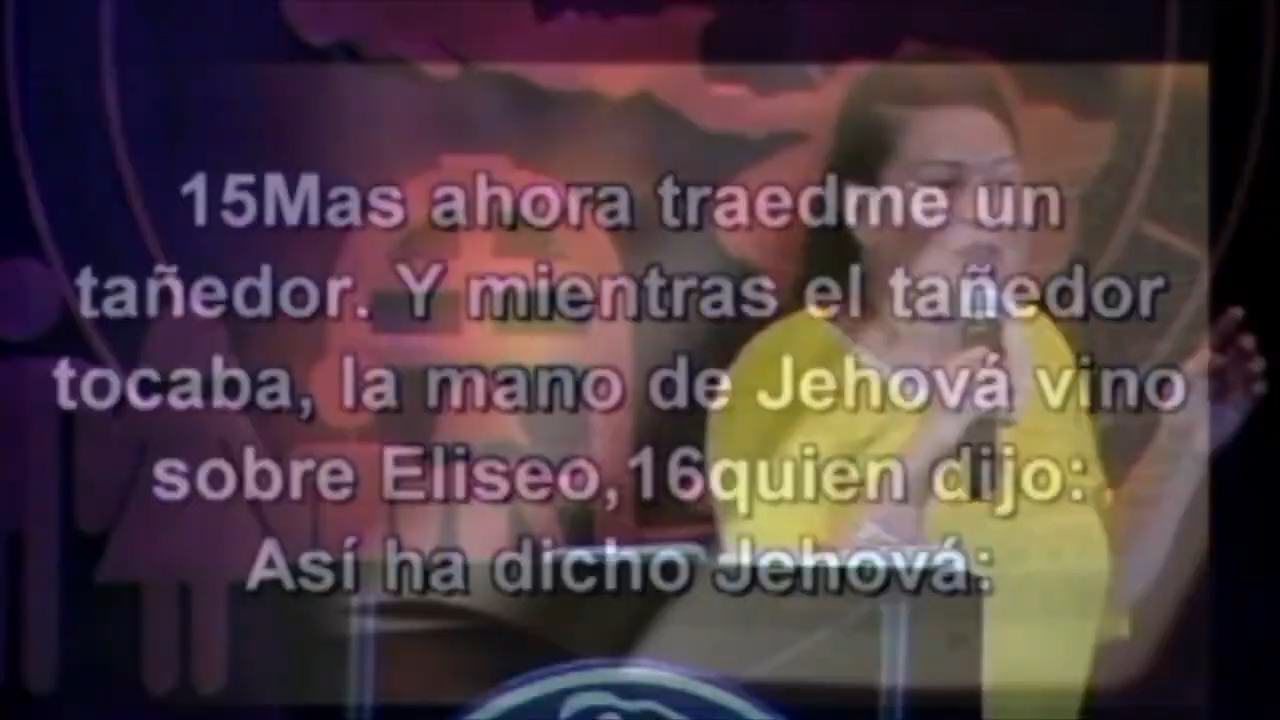 15Mas ahora traedme un
tañedor. Y mientras el tañedor
tocaba, la mano de Jehová vino
sobre Eliseo,16quien dijo:
Así ha dicho Jehová: